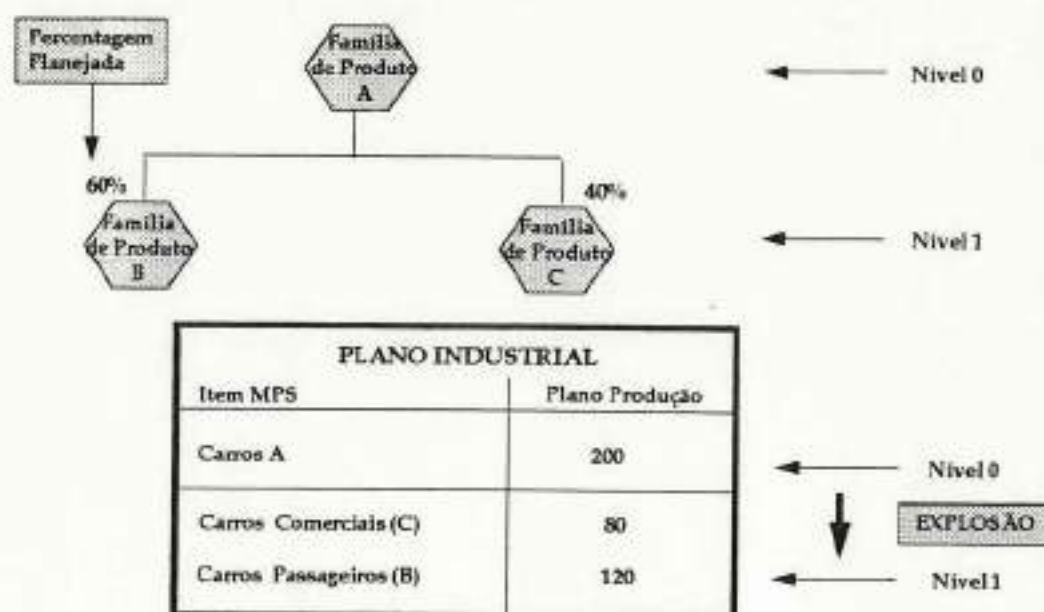 Percentagem
Planejada
Família
de Produto
A
Nível 0
60%
40%
Família
de Produto
B
Família
de Produto
C
Nível 1
PLANO INDUSTRIAL
Item MPS
Plano Produção
Carros A
200
Nível 0
Carros Comerciais (C)
80
EXPLOSÃO
Carros Passageiros (B)
120
Nível 1